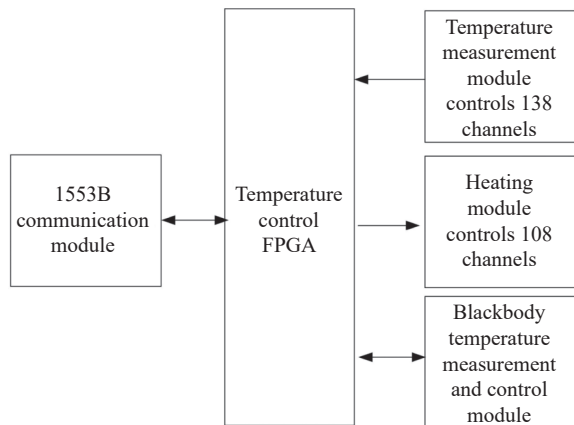 1553B
communication
module
Temperature
control
FPGA
Temperature
measurement
module
controls 138
channels
Heating
module
controls 108
channels
Blackbody
temperature
measurement
and control
module